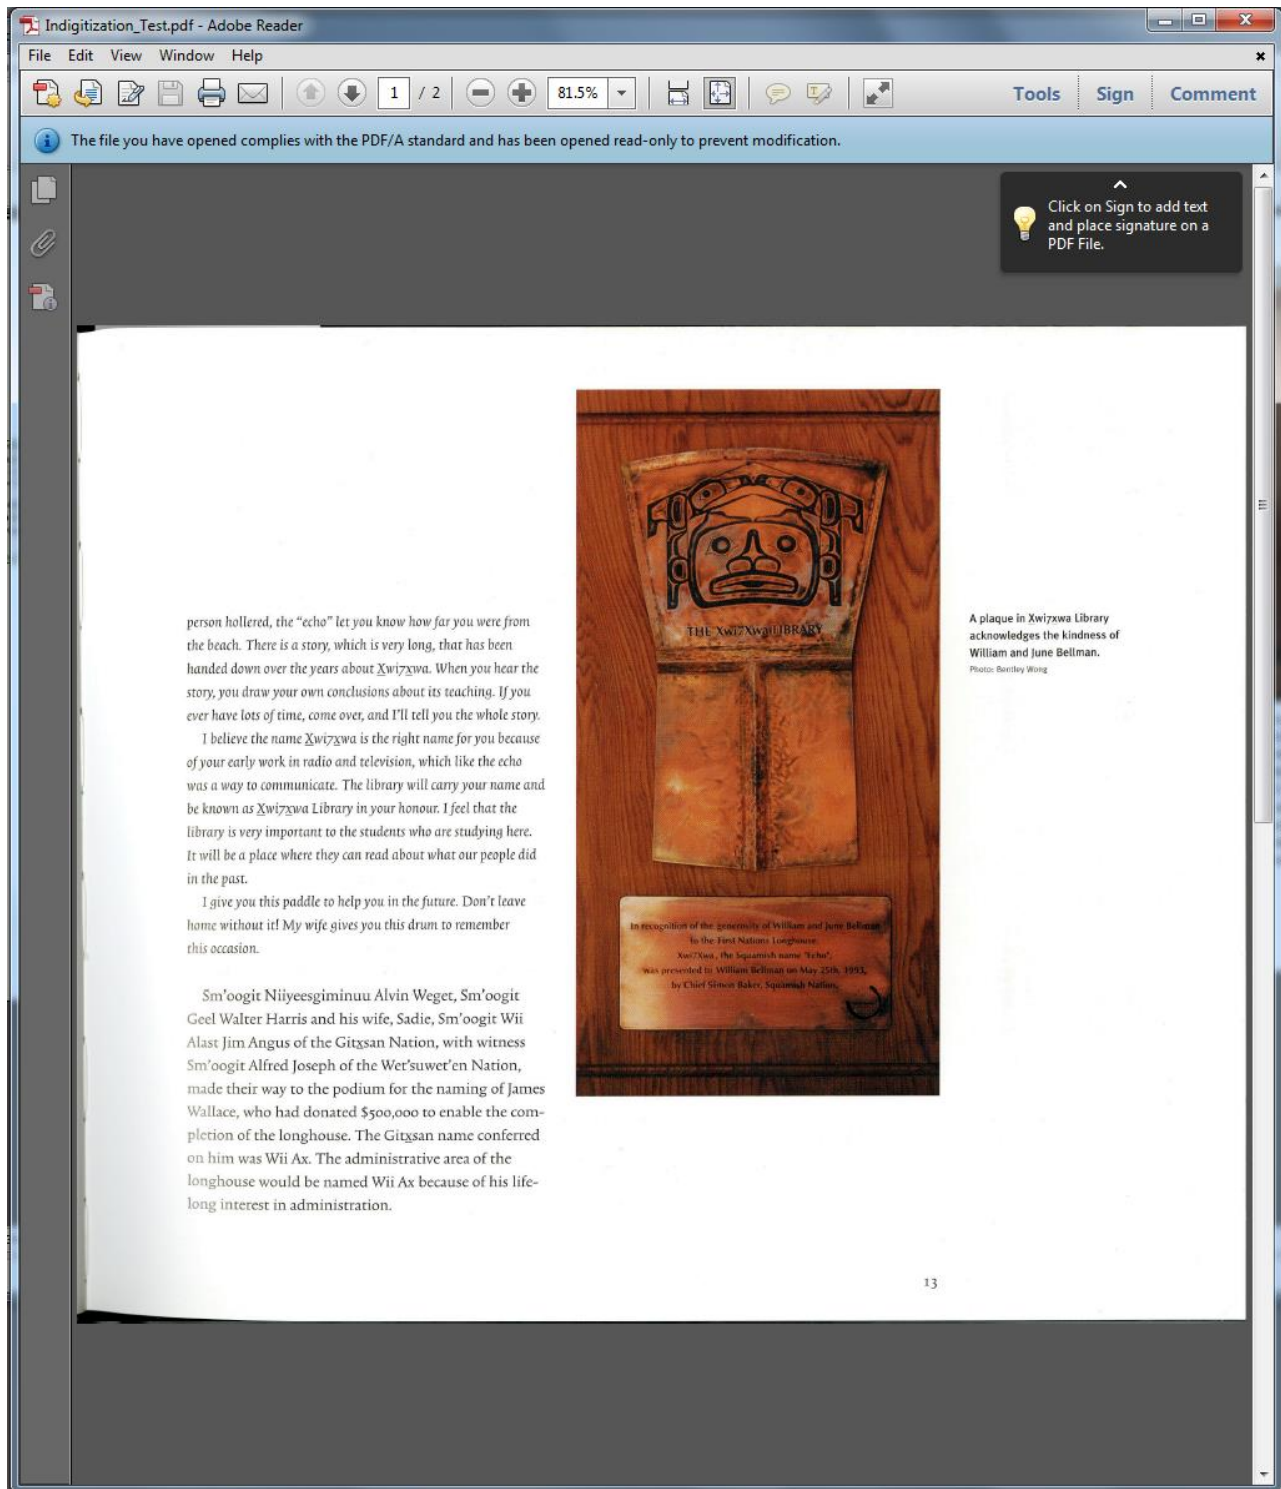 Indigitization_Test.pdf - Adobe Reader
File Edit View Window Help
1 / 2 81.5% Tools Sign Comment
The file you have opened complies with the PDF/A standard and has been opened read-only to prevent modification.
Click on Sign to add text
and place signature on a
PDF File.
person hollered, the “echo” let you know how far you were from
the beach. There is a story, which is very long, that has been
handed down over the years about X̱wi7x̱wa. When you hear the
story, you draw your own conclusions about its teaching. If you
ever have lots of time, come over, and I’ll tell you the whole story.
I believe the name X̱wi7x̱wa is the right name for you because
of your early work in radio and television, which like the echo
was a way to communicate. The library will carry your name and
be known as X̱wi7x̱wa Library in your honour. I feel that the
library is very important to the students who are studying here.
It will be a place where they can read about what our people did
in the past.
I give you this paddle to help you in the future. Don’t leave
home without it! My wife gives you this drum to remember
this occasion.
Sm’oogit Niiyeesgiminuu Alvin Weget, Sm’oogit
Geel Walter Harris and his wife, Sadie, Sm’oogit Wii
Alast Jim Angus of the Gitx̱san Nation, with witness
Sm’oogit Alfred Joseph of the Wet’suwet’en Nation,
made their way to the podium for the naming of James
Wallace, who had donated $500,000 to enable the com-
pletion of the longhouse. The Gitx̱san name conferred
on him was Wii Ax. The administrative area of the
longhouse would be named Wii Ax because of his life-
long interest in administration.
THE Xwi7Xwa LIBRARY
In recognition of the generosity of William and June Bellman
to the First Nations Longhouse.
Xwi7Xwa, the Squamish name "Echo",
was presented to William Bellman on May 25th, 1993,
by Chief Simon Baker, Squamish Nation.
A plaque in X̱wi7x̱wa Library
acknowledges the kindness of
William and June Bellman.
Photo: Bentley Wong
13